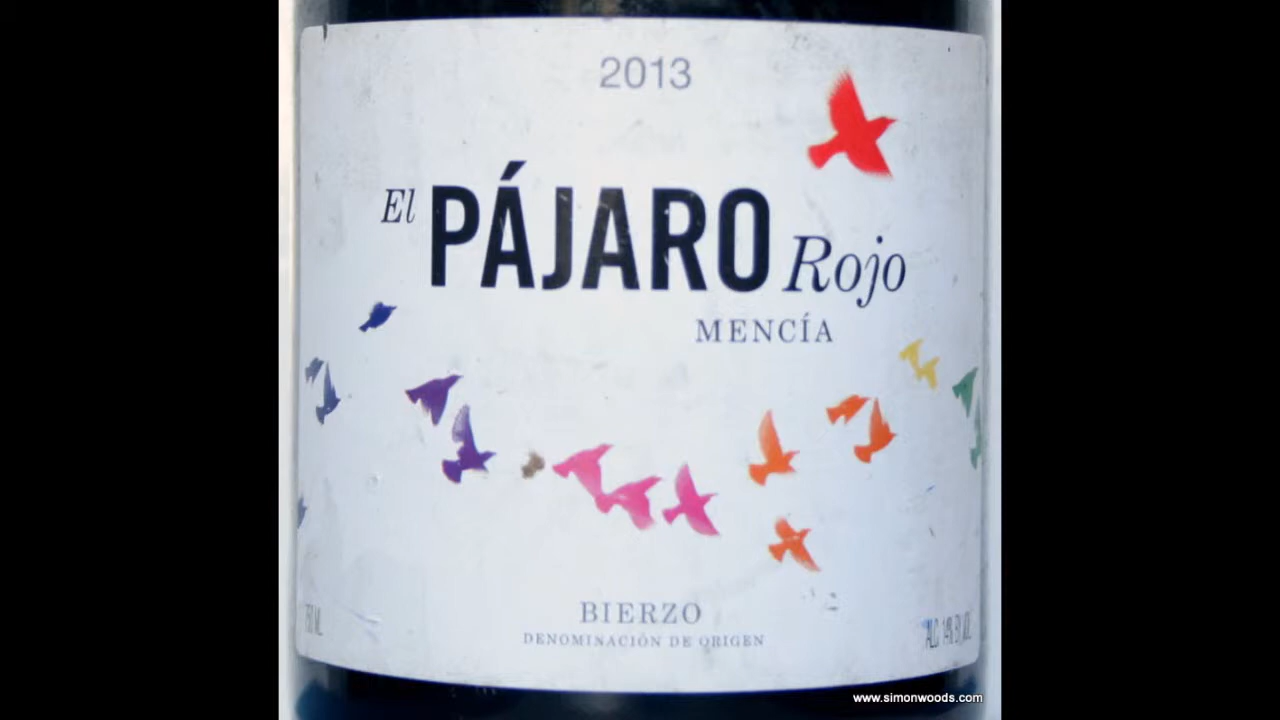 2013
El PÁJARO Rojo
MENCÍA
BIERZO
DENOMINACIÓN DE ORIGEN
www.simonwoods.com